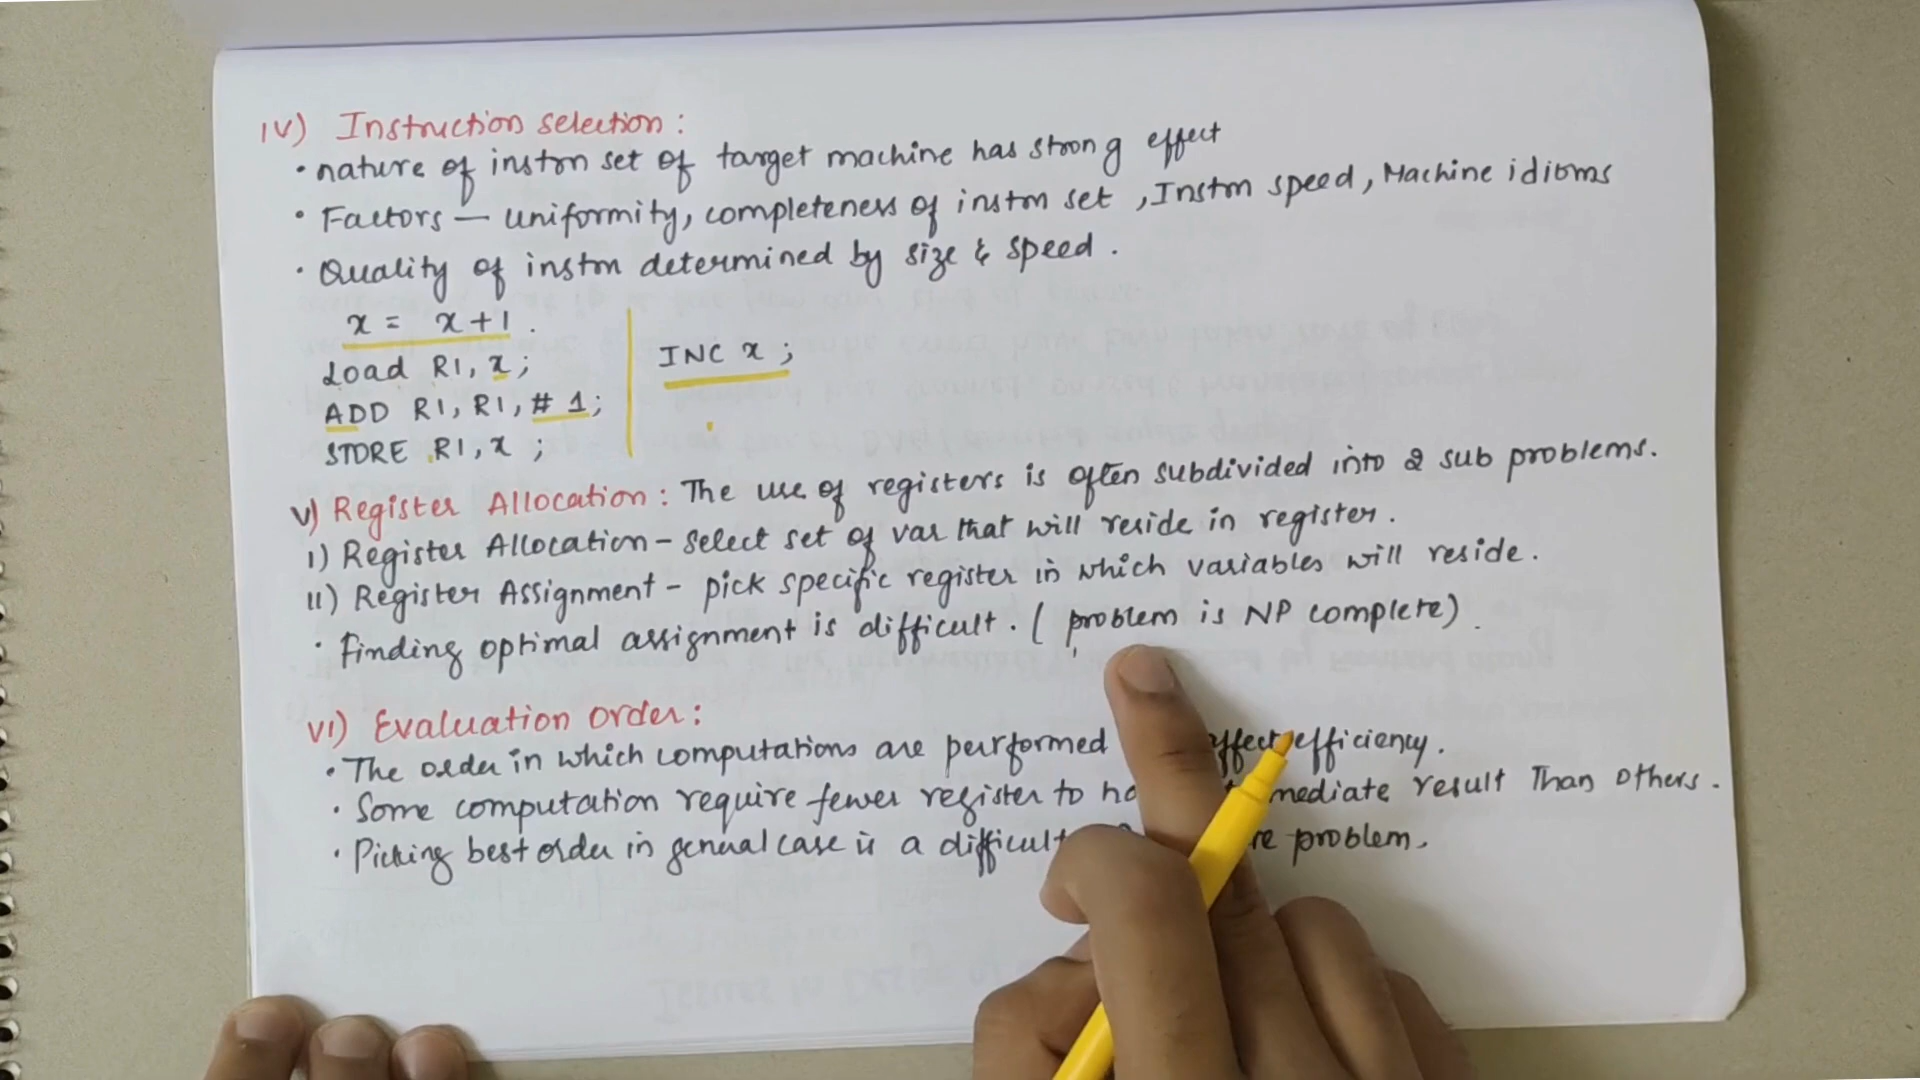 IV) Instruction selection :
• nature of instrn set of target machine has strong effect
• Factors — uniformity, completeness of instrn set , Instrn speed, Machine idioms
• Quality of instrn determined by size & speed .
x = x+1 .
Load R1, x ;
ADD R1, R1, # 1;
STORE R1, x ;
INC x ;
V) Register Allocation : The use of registers is often subdivided into 2 sub problems.
I) Register Allocation - select set of var that will reside in register .
II) Register Assignment - pick specific register in which variables will reside .
• Finding optimal assignment is difficult . ( problem is NP complete) .
VI) Evaluation Order :
• The order in which computations are performed affect efficiency .
• Some computation require fewer register to mediate result Than others .
• Picking best order in general case is a difficult problem .